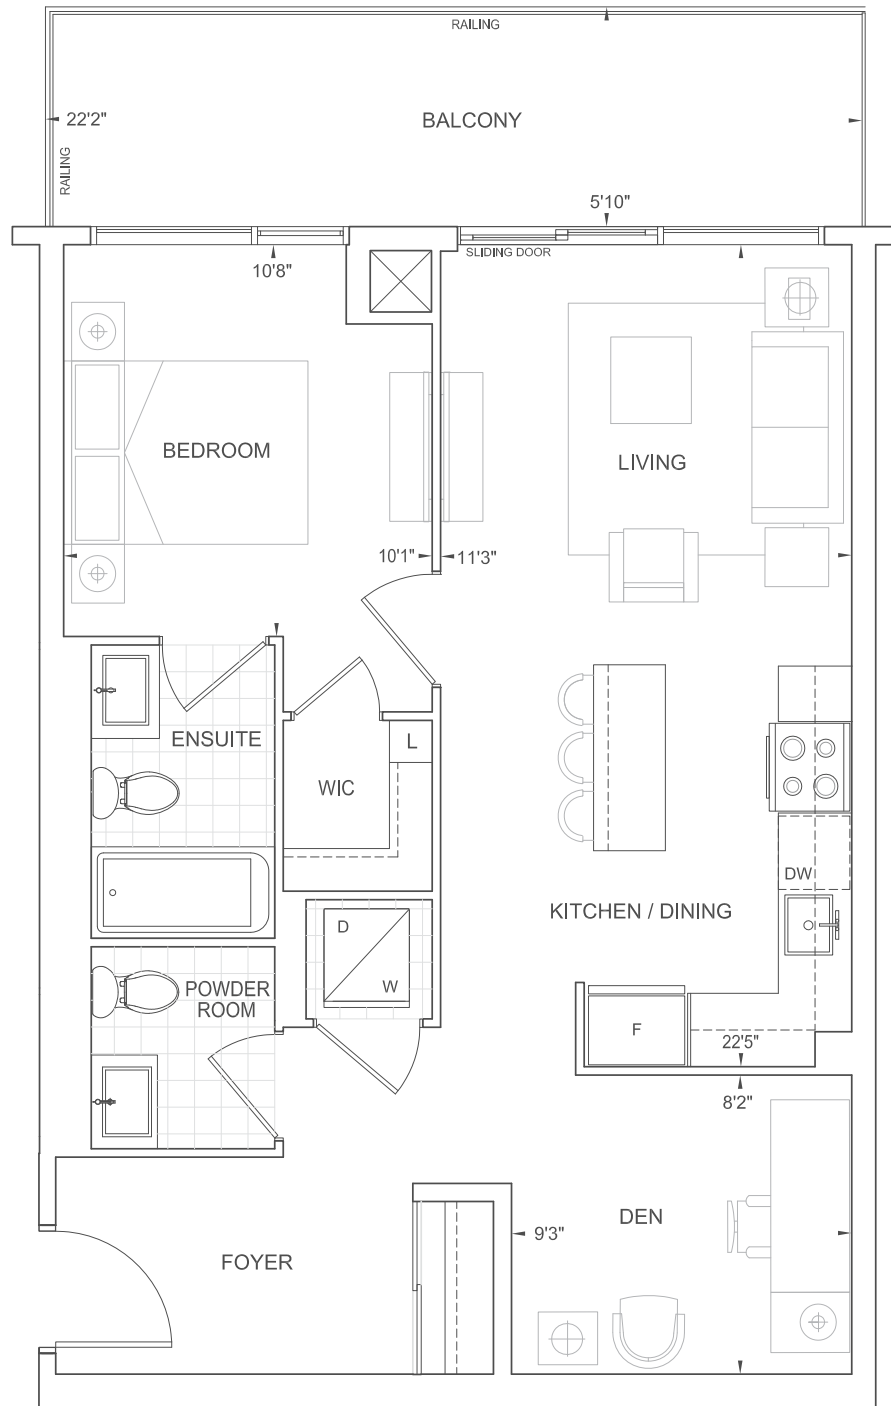 RAILING
22'2"
BALCONY
RAILING
5'10"
SLIDING DOOR
10'8"
BEDROOM
LIVING
10'1"
11'3"
ENSUITE
L
WIC
DW
KITCHEN / DINING
D
W
POWDER
ROOM
F
22'5"
8'2"
DEN
9'3"
FOYER